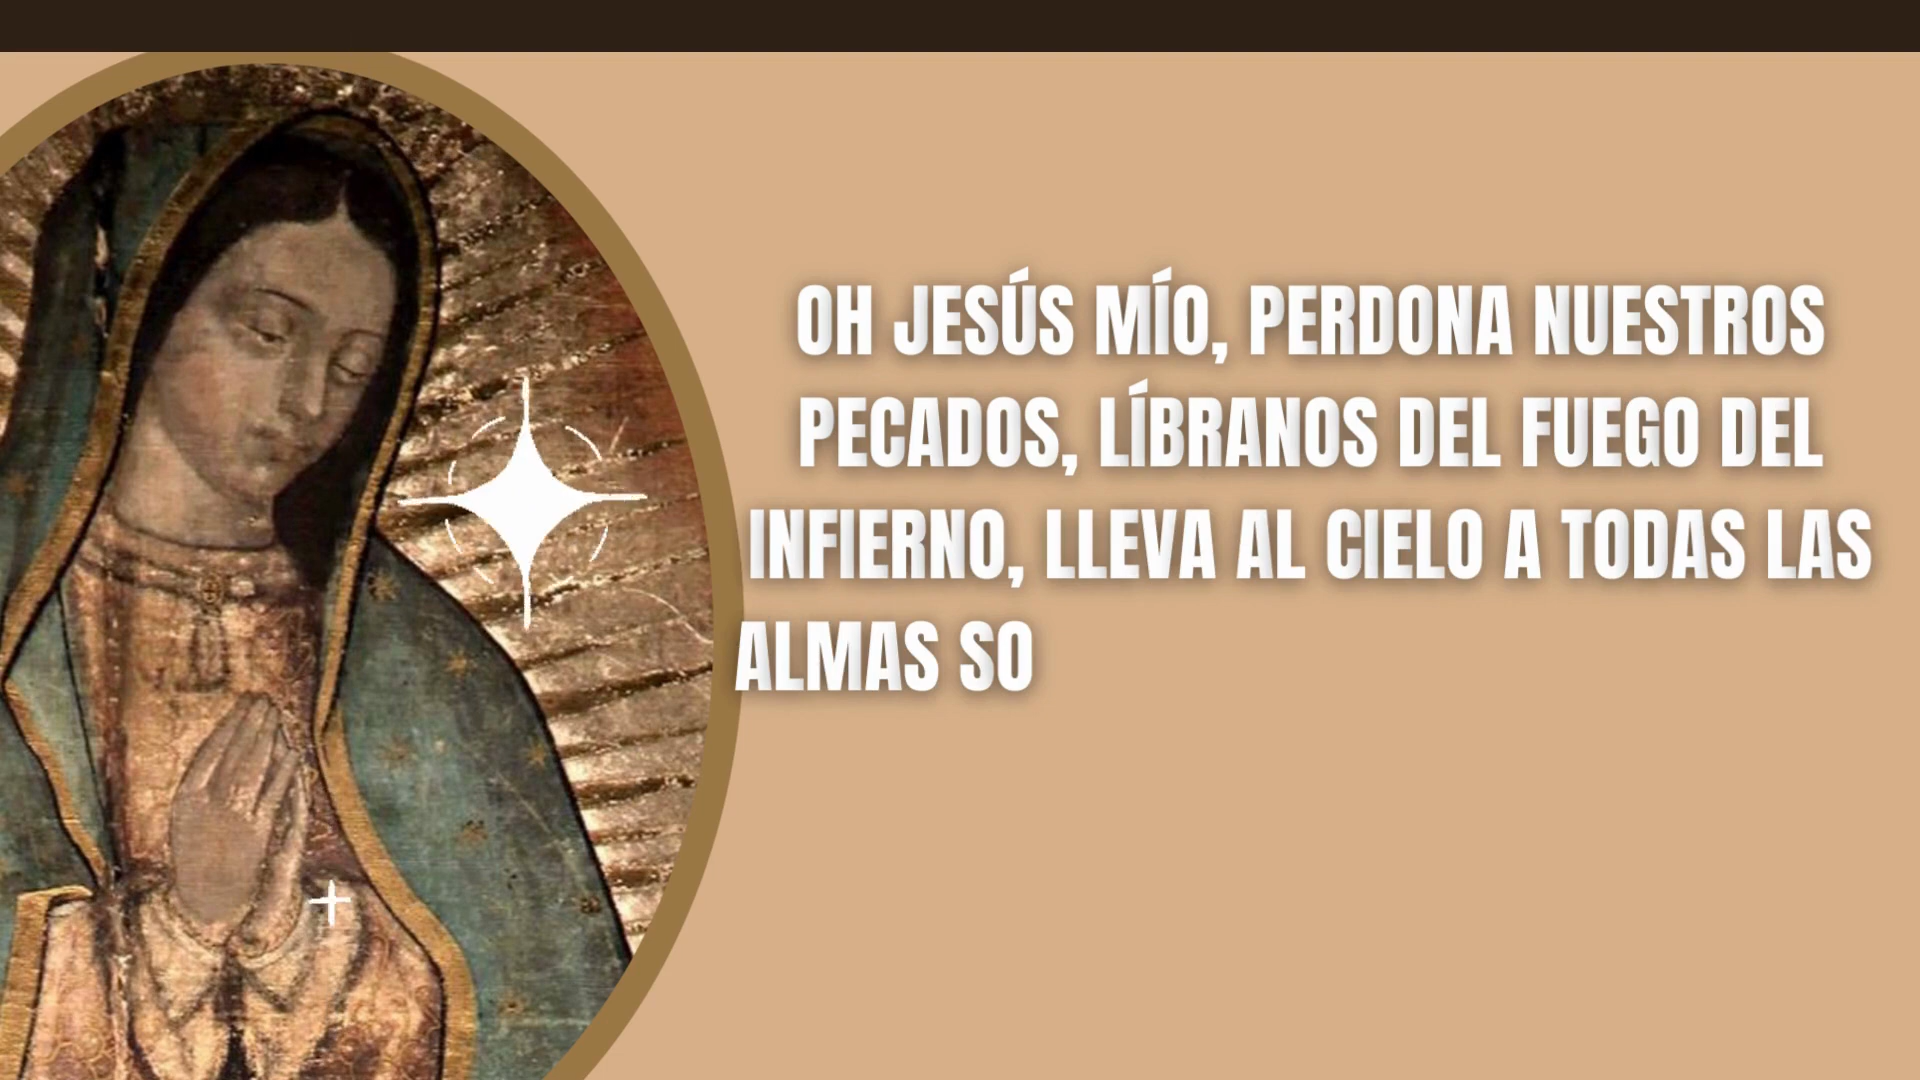 OH JESÚS MÍO, PERDONA NUESTROS
PECADOS, LÍBRANOS DEL FUEGO DEL
INFIERNO, LLEVA AL CIELO A TODAS LAS
ALMAS SO